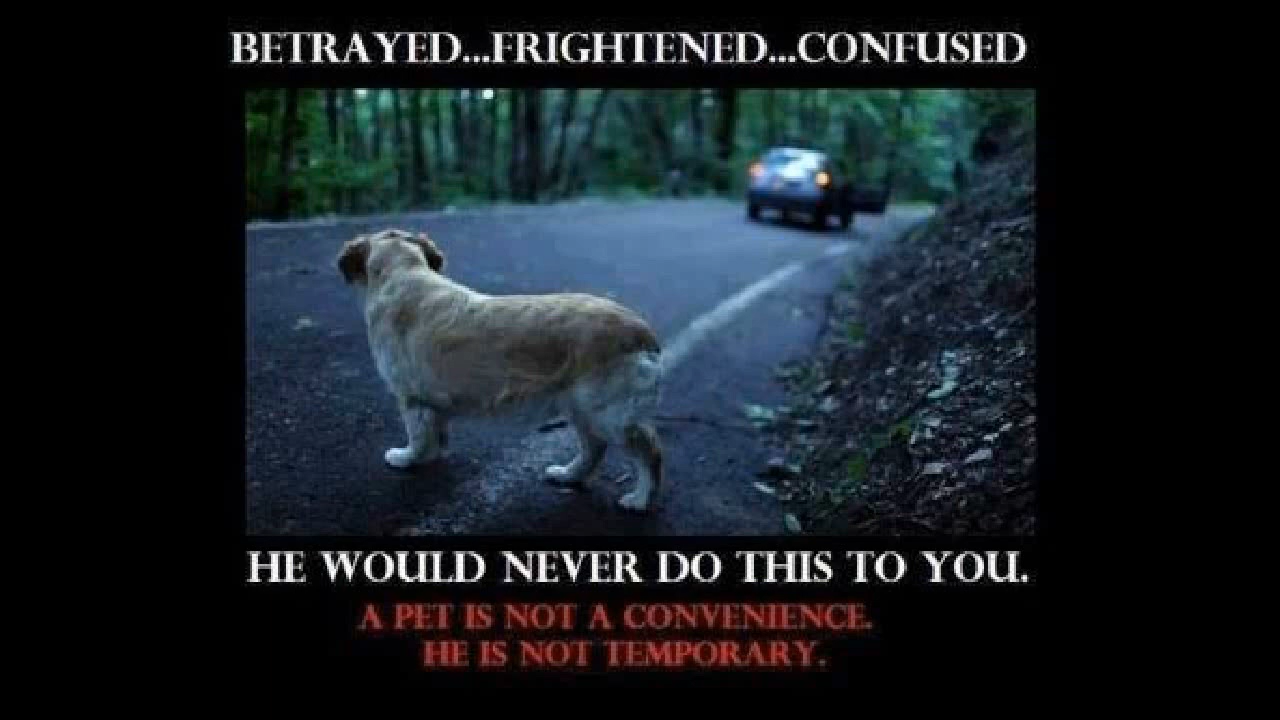 BETRAYED...FRIGHTENED...CONFUSED
HE WOULD NEVER DO THIS TO YOU.
A PET IS NOT A CONVENIENCE.
HE IS NOT TEMPORARY.